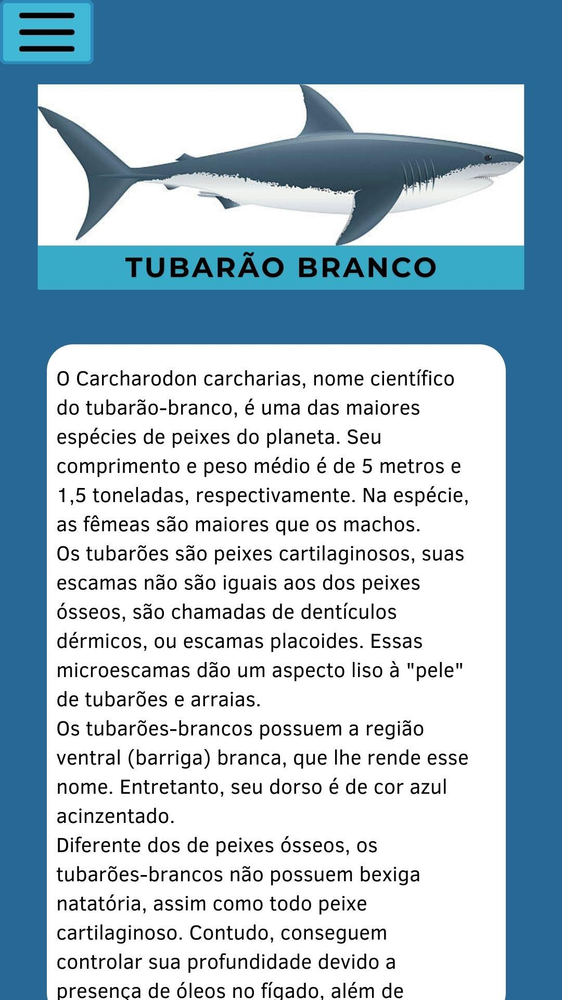 TUBARÃO BRANCO
O Carcharodon carcharias, nome científico
do tubarão-branco, é uma das maiores
espécies de peixes do planeta. Seu
comprimento e peso médio é de 5 metros e
1,5 toneladas, respectivamente. Na espécie,
as fêmeas são maiores que os machos.
Os tubarões são peixes cartilaginosos, suas
escamas não são iguais aos dos peixes
ósseos, são chamadas de dentículos
dérmicos, ou escamas placoides. Essas
microescamas dão um aspecto liso à "pele"
de tubarões e arraias.
Os tubarões-brancos possuem a região
ventral (barriga) branca, que lhe rende esse
nome. Entretanto, seu dorso é de cor azul
acinzentado.
Diferente dos de peixes ósseos, os
tubarões-brancos não possuem bexiga
natatória, assim como todo peixe
cartilaginoso. Contudo, conseguem
controlar sua profundidade devido a
presença de óleos no fígado, além de